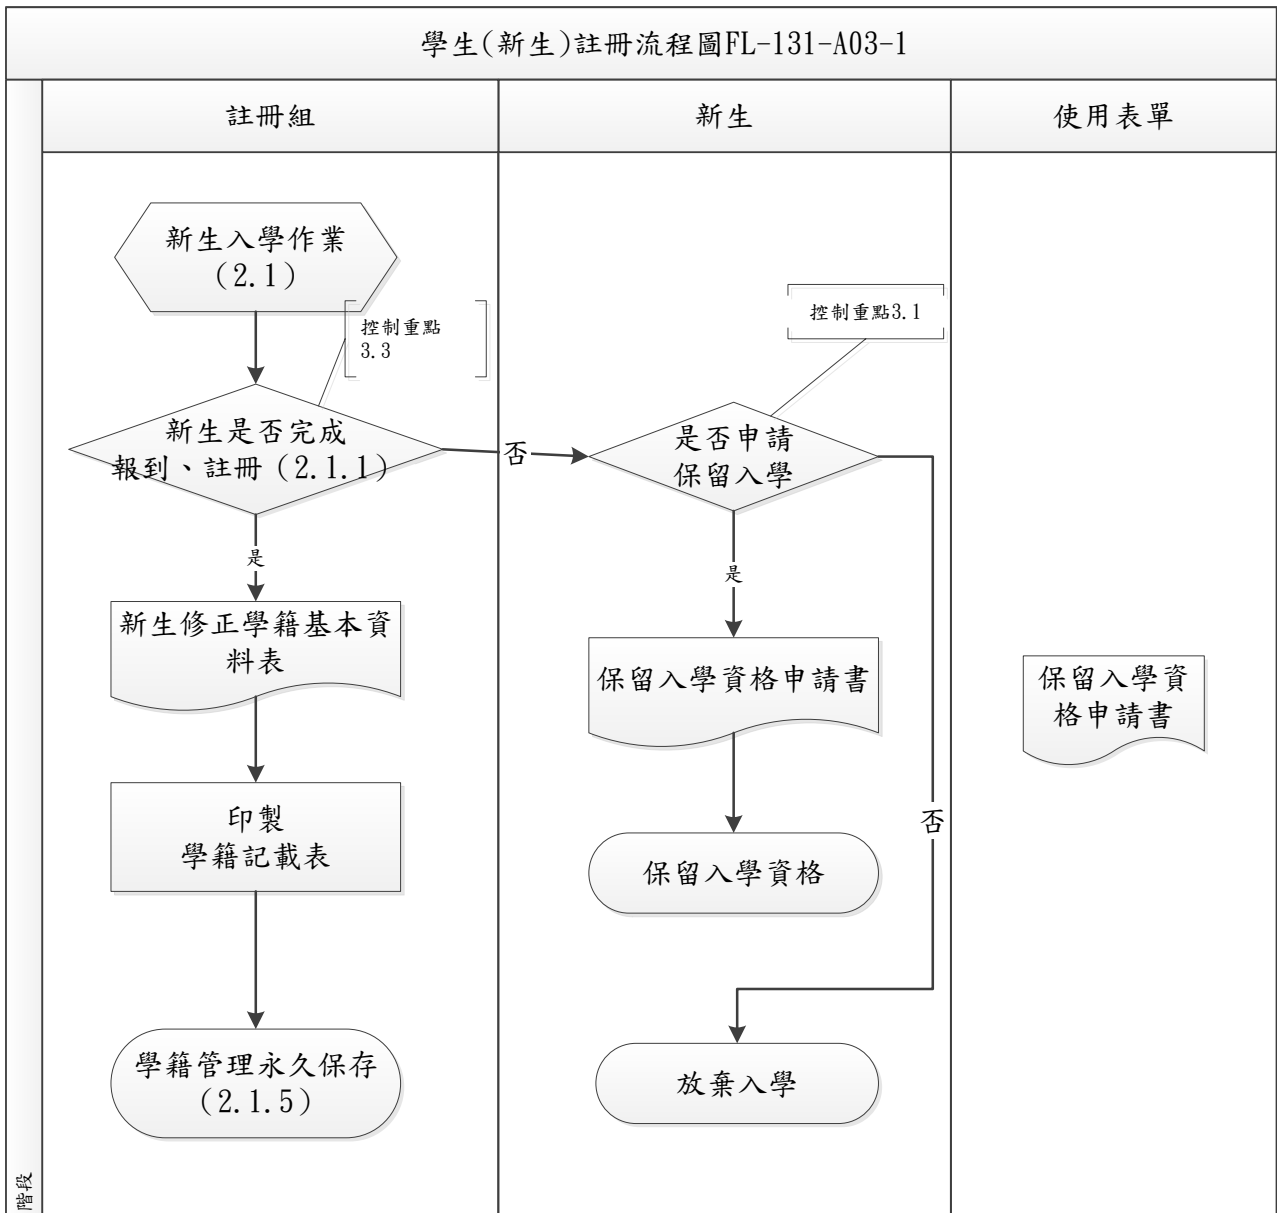 學生(新生)註冊流程圖FL-131-A03-1
註冊組
新生
使用表單
新生入學作業
(2.1)
控制重點
3.3
控制重點3.1
新生是否完成
報到、註冊(2.1.1)
否
是否申請
保留入學
是
是
新生修正學籍基本資
料表
保留入學資格申請書
保留入學資
格申請書
印製
學籍記載表
否
保留入學資格
學籍管理永久保存
(2.1.5)
放棄入學
階段